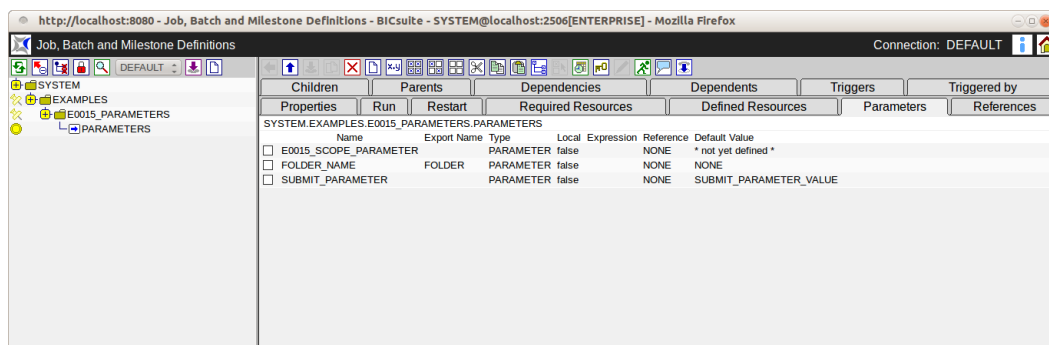 http://localhost:8080 - Job, Batch and Milestone Definitions - BICsuite - SYSTEM@localhost:2506[ENTERPRISE] - Mozilla Firefox
Job, Batch and Milestone Definitions Connection: DEFAULT
DEFAULT
SYSTEM
EXAMPLES
E0015_PARAMETERS
PARAMETERS
Children Parents Dependencies Dependents Triggers Triggered by
Properties Run Restart Required Resources Defined Resources Parameters References
SYSTEM.EXAMPLES.E0015_PARAMETERS.PARAMETERS
Name Export Name Type Local Expression Reference Default Value
E0015_SCOPE_PARAMETER PARAMETER false NONE * not yet defined *
FOLDER_NAME FOLDER PARAMETER false NONE NONE
SUBMIT_PARAMETER PARAMETER false NONE SUBMIT_PARAMETER_VALUE